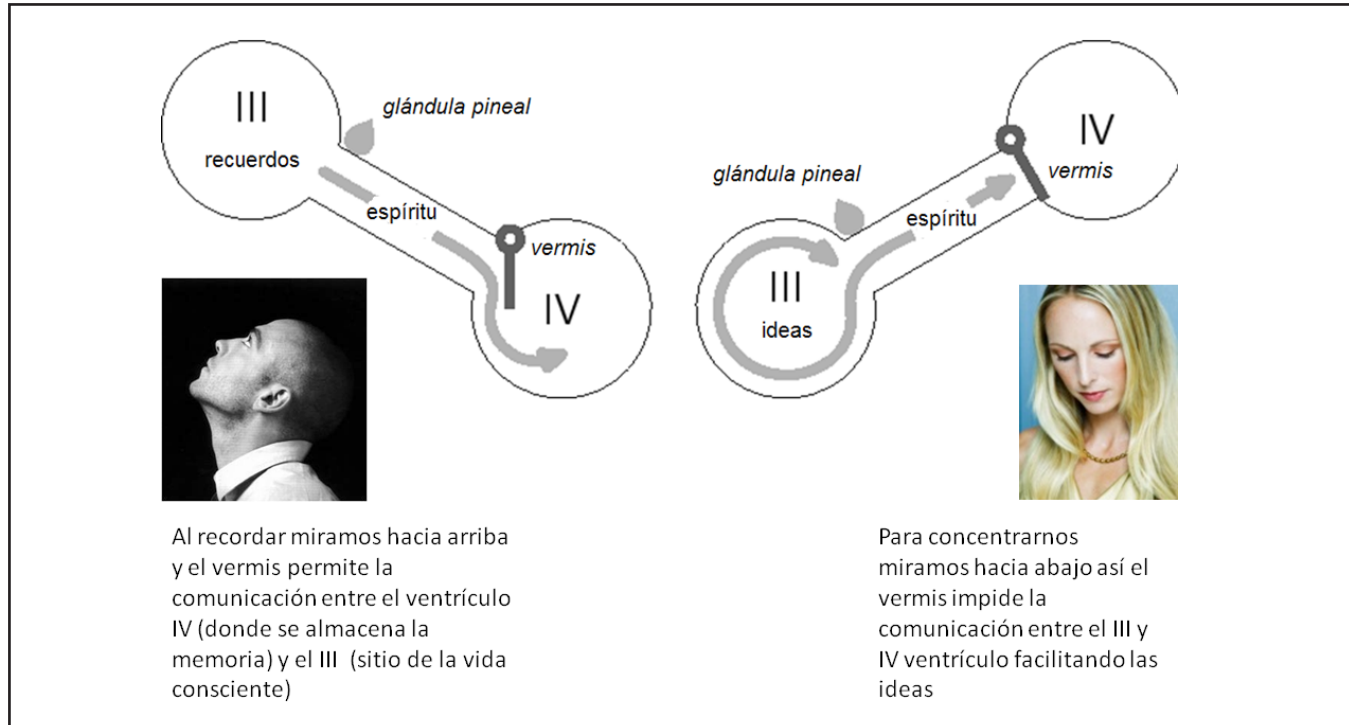 III
recuerdos
glándula pineal
espíritu
vermis
IV
Al recordar miramos hacia arriba
y el vermis permite la
comunicación entre el ventrículo
IV (donde se almacena la
memoria) y el III (sitio de la vida
consciente)
IV
vermis
glándula pineal
espíritu
III
ideas
Para concentrarnos
miramos hacia abajo así el
vermis impide la
comunicación entre el III y
IV ventrículo facilitando las
ideas